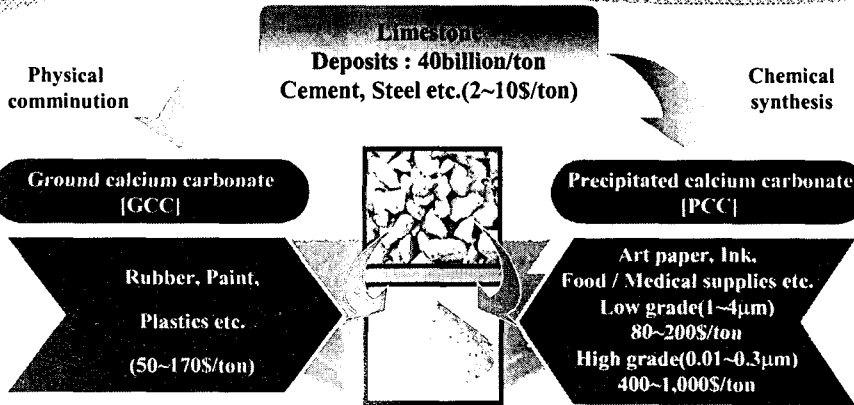 Limestone
Deposits : 40billion/ton
Cement, Steel etc.(2~10$/ton)
Physical
comminution
Chemical
synthesis
Ground calcium carbonate
[GCC]
Precipitated calcium carbonate
[PCC]
Rubber, Paint,
Plastics etc.
(50~170$/ton)
Art paper, Ink,
Food / Medical supplies etc.
Low grade(1~4μm)
80~200$/ton
High grade(0.01~0.3μm)
400~1,000$/ton